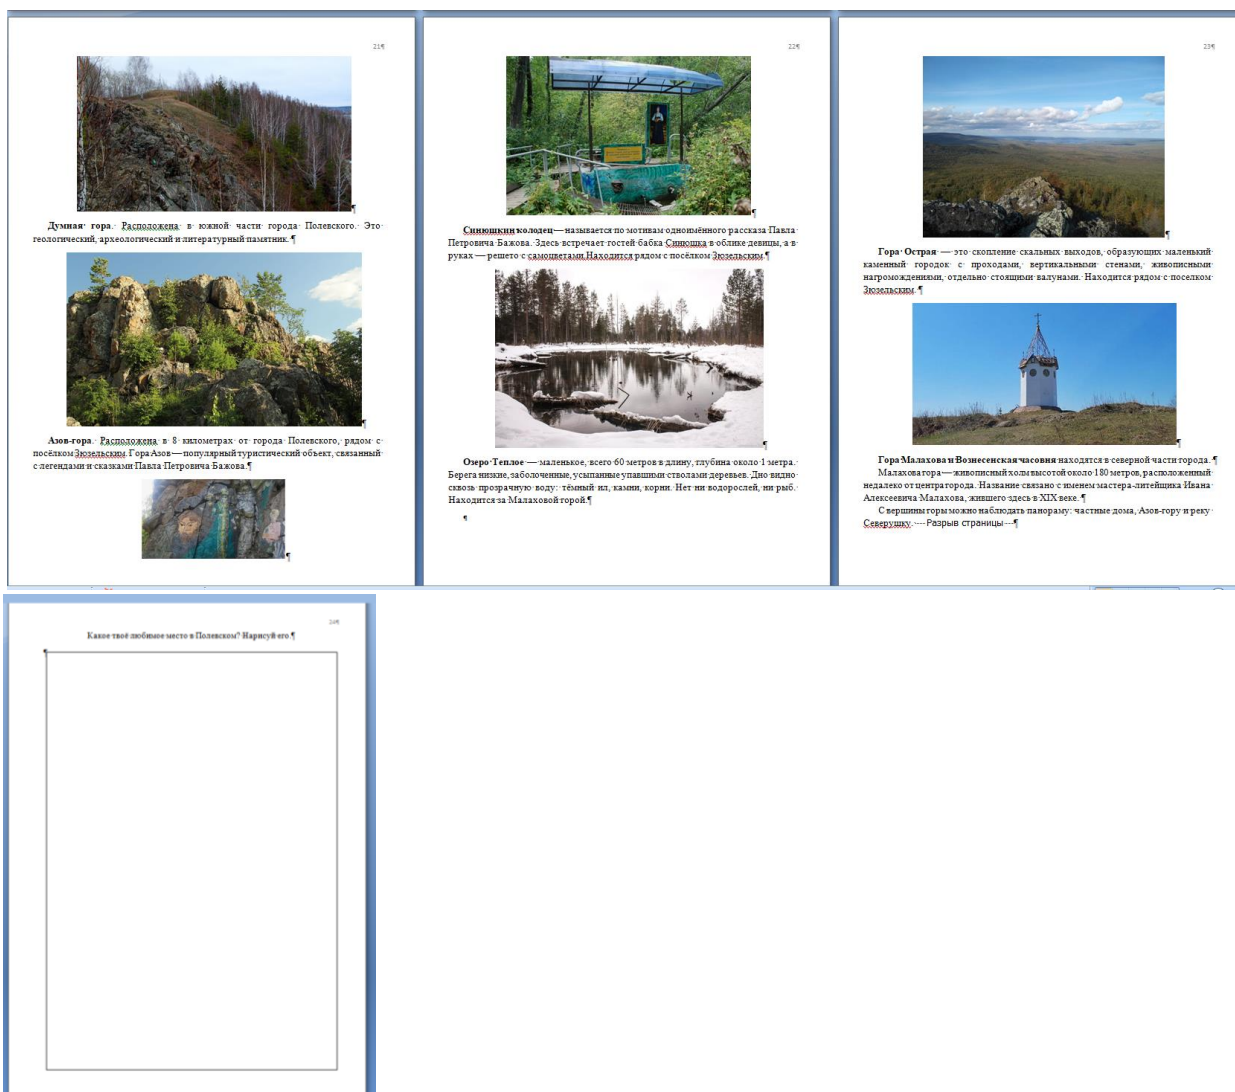 21¶
¶
Думная гора. Расположена в южной части города Полевского. Это
геологический, археологический и литературный памятник. ¶
¶
Азов-гора. Расположена в 8 километрах от города Полевского, рядом с
посёлком Зюзельским. Гора Азов — популярный туристический объект, связанный
с легендами и сказками Павла Петровича Бажова.¶
¶
22¶
¶
Синюшкин колодец — называется по мотивам одноимённого рассказа Павла
Петровича Бажова. Здесь встречает гостей бабка Синюшка в облике девицы, а в
руках — решето с самоцветами.Находится рядом с посёлком Зюзельским.¶
¶
Озеро Теплое — маленькое, всего 60 метров в длину, глубина около 1 метра.
Берега низкие, заболоченные, усыпанные упавшими стволами деревьев. Дно видно
сквозь прозрачную воду: тёмный ил, камни, корни. Нет ни водорослей, ни рыб.
Находится за Малаховой горой.¶
¶
23¶
¶
Гора Острая — это скопление скальных выходов, образующих маленький
каменный городок с проходами, вертикальными стенами, живописными
нагромождениями, отдельно стоящими валунами. Находится рядом с поселком
Зюзельским. ¶
¶
Гора Малахова и Вознесенская часовня находятся в северной части города. ¶
Малахова гора — живописный холм высотой около 180 метров, расположенный
недалеко от центра города. Название связано с именем мастера-литейщика Ивана
Алексеевича Малахова, жившего здесь в XIX веке. ¶
С вершины горы можно наблюдать панораму: частные дома, Азов-гору и реку
Северушку. ----Разрыв страницы----¶
24¶
Какое твоё любимое место в Полевском? Нарисуй его.¶
¶